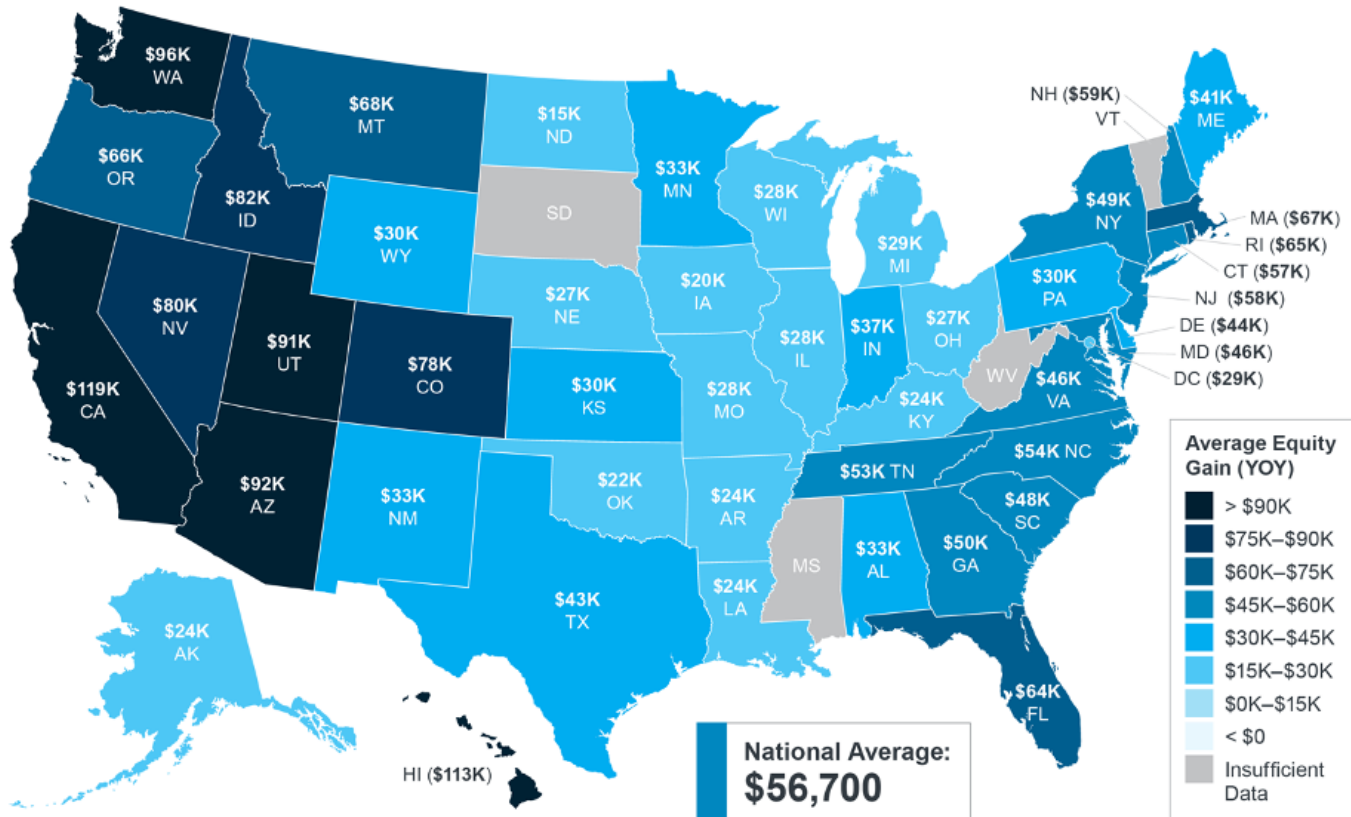 $96K
WA
$68K
MT
$15K
ND
$33K
MN
NH ($59K)
VT
$41K
ME
$66K
OR
$82K
ID
$30K
WY
SD
$28K
WI
$29K
MI
$49K
NY
MA ($67K)
RI ($65K)
CT ($57K)
NJ ($58K)
DE ($44K)
MD ($46K)
DC ($29K)
$80K
NV
$91K
UT
$78K
CO
$27K
NE
$20K
IA
$28K
IL
$37K
IN
$27K
OH
$30K
PA
WV
$46K
VA
$119K
CA
$30K
KS
$28K
MO
$24K
KY
$92K
AZ
$33K
NM
$22K
OK
$24K
AR
$53K TN
$54K NC
$48K
SC
$43K
TX
$24K
LA
MS
$33K
AL
$50K
GA
$64K
FL
$24K
AK
HI ($113K)
National Average:
$56,700
Average Equity
Gain (YOY)
> $90K
$75K–$90K
$60K–$75K
$45K–$60K
$30K–$45K
$15K–$30K
$0K–$15K
< $0
Insufficient
Data